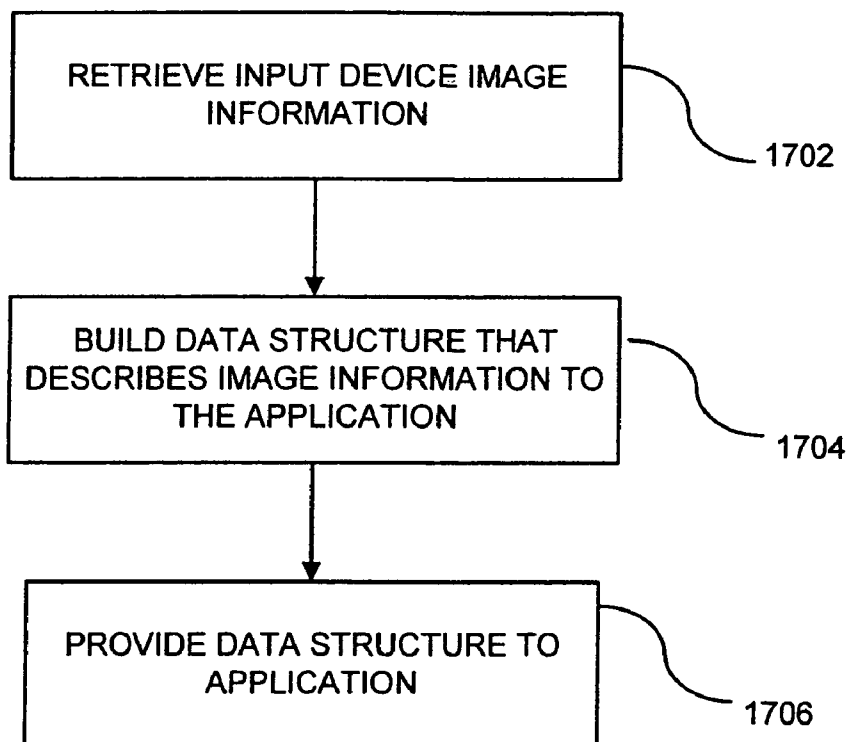 RETRIEVE INPUT DEVICE IMAGE
INFORMATION
1702
BUILD DATA STRUCTURE THAT
DESCRIBES IMAGE INFORMATION TO
THE APPLICATION
1704
PROVIDE DATA STRUCTURE TO
APPLICATION
1706